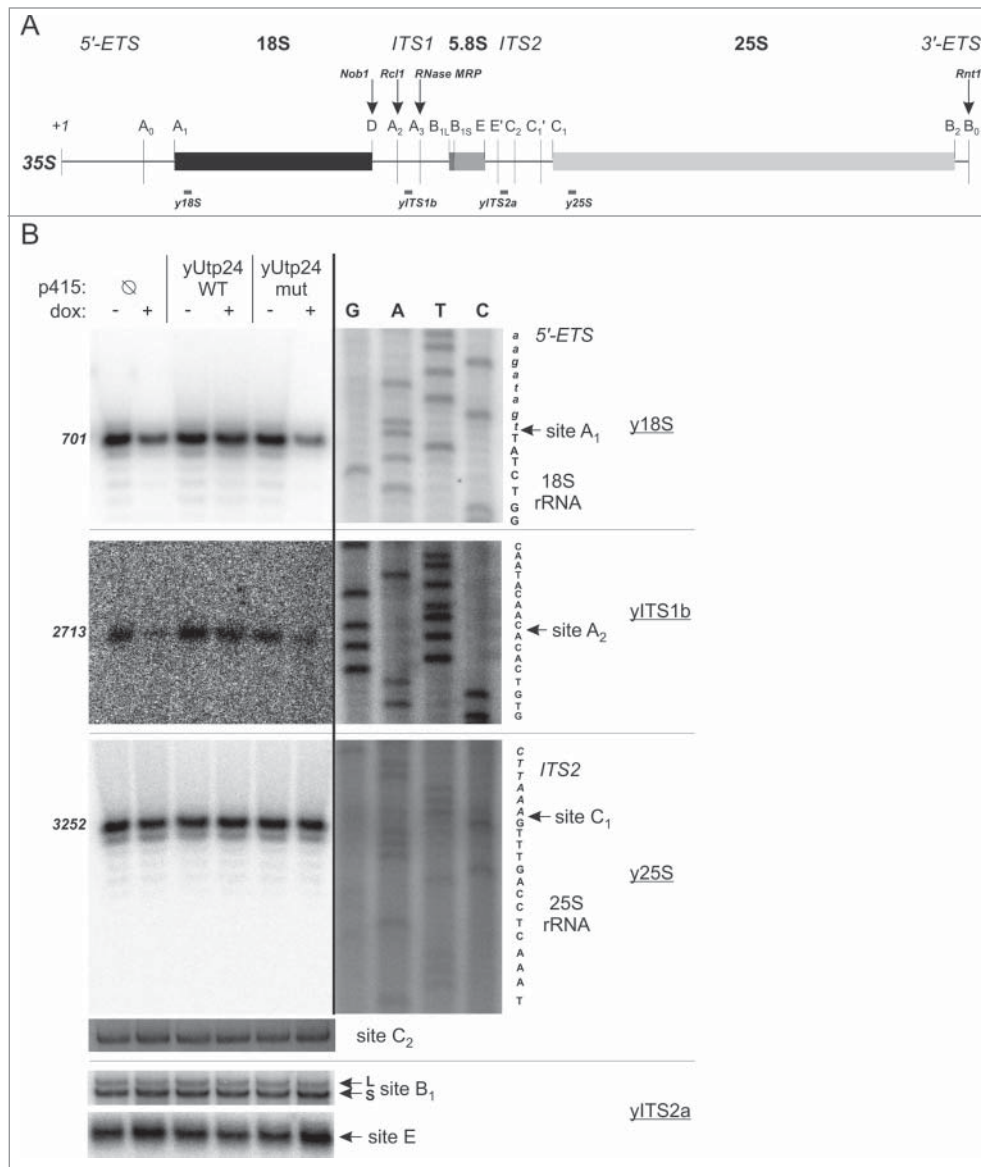 A
5'-ETS 18S ITS1 5.8S ITS2 25S 3'-ETS
Nob1 Rcl1 RNase MRP Rnt1
+1 A0 A1 D A2 A3 B1L B1S E E' C2 C1' C1 B2 B0
35S
y18S yITS1b yITS2a y25S
B
p415: ∅ yUtp24 WT yUtp24 mut
dox: - + - + - + G A T C
701
a
a
g
a
t
a
g
t
T
A
T
C
T
G
G
5'-ETS
site A1
18S
rRNA
y18S
2713
C
A
A
T
A
C
A
A
C
A
C
A
C
T
G
T
G
site A2
yITS1b
3252
C
T
T
A
A
A
G
T
T
T
G
A
C
C
T
C
A
A
A
T
ITS2
site C1
25S
rRNA
y25S
site C2
L
S
site B1
site E
yITS2a